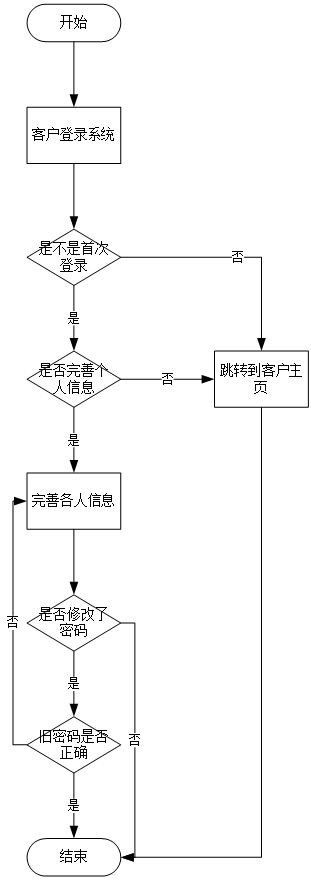 开始
客户登录系统
是不是首次
登录
否
是
是否完善个
人信息
否
跳转到客户主
页
是
完善各人信息
是否修改了
密码
否
是
旧密码是否
正确
否
是
结束